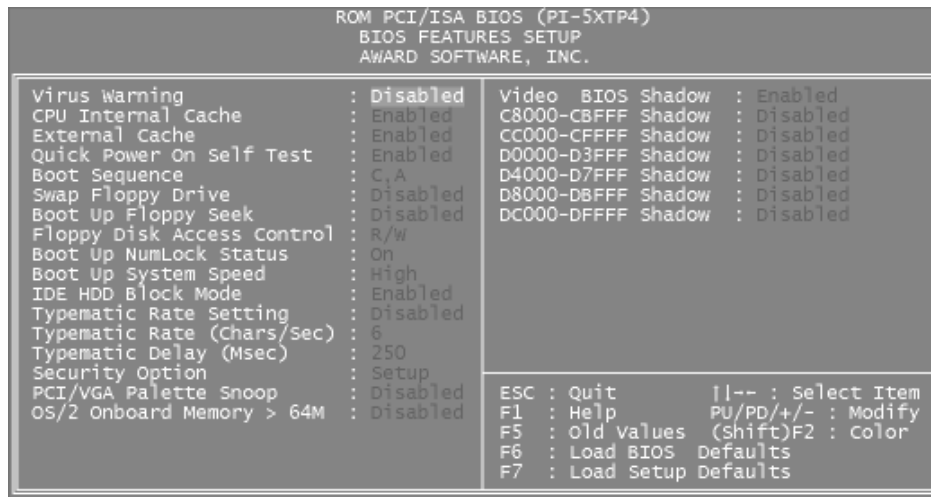 ROM PCI/ISA BIOS (PI-5XTP4)
BIOS FEATURES SETUP
AWARD SOFTWARE, INC.
Virus Warning : Disabled
CPU Internal Cache : Enabled
External Cache : Enabled
Quick Power On Self Test : Enabled
Boot Sequence : C,A
Swap Floppy Drive : Disabled
Boot Up Floppy Seek : Disabled
Floppy Disk Access Control : R/W
Boot Up NumLock Status : On
Boot Up System Speed : High
IDE HDD Block Mode : Enabled
Typematic Rate Setting : Disabled
Typematic Rate (Chars/Sec) : 6
Typematic Delay (Msec) : 250
Security Option : Setup
PCI/VGA Palette Snoop : Disabled
OS/2 Onboard Memory > 64M : Disabled
Video BIOS Shadow : Enabled
C8000-CBFFF Shadow : Disabled
CC000-CFFFF Shadow : Disabled
D0000-D3FFF Shadow : Disabled
D4000-D7FFF Shadow : Disabled
D8000-DBFFF Shadow : Disabled
DC000-DFFFF Shadow : Disabled
ESC : Quit ↑|-- : Select Item
F1 : Help PU/PD/+/- : Modify
F5 : Old Values (Shift)F2 : Color
F6 : Load BIOS Defaults
F7 : Load Setup Defaults